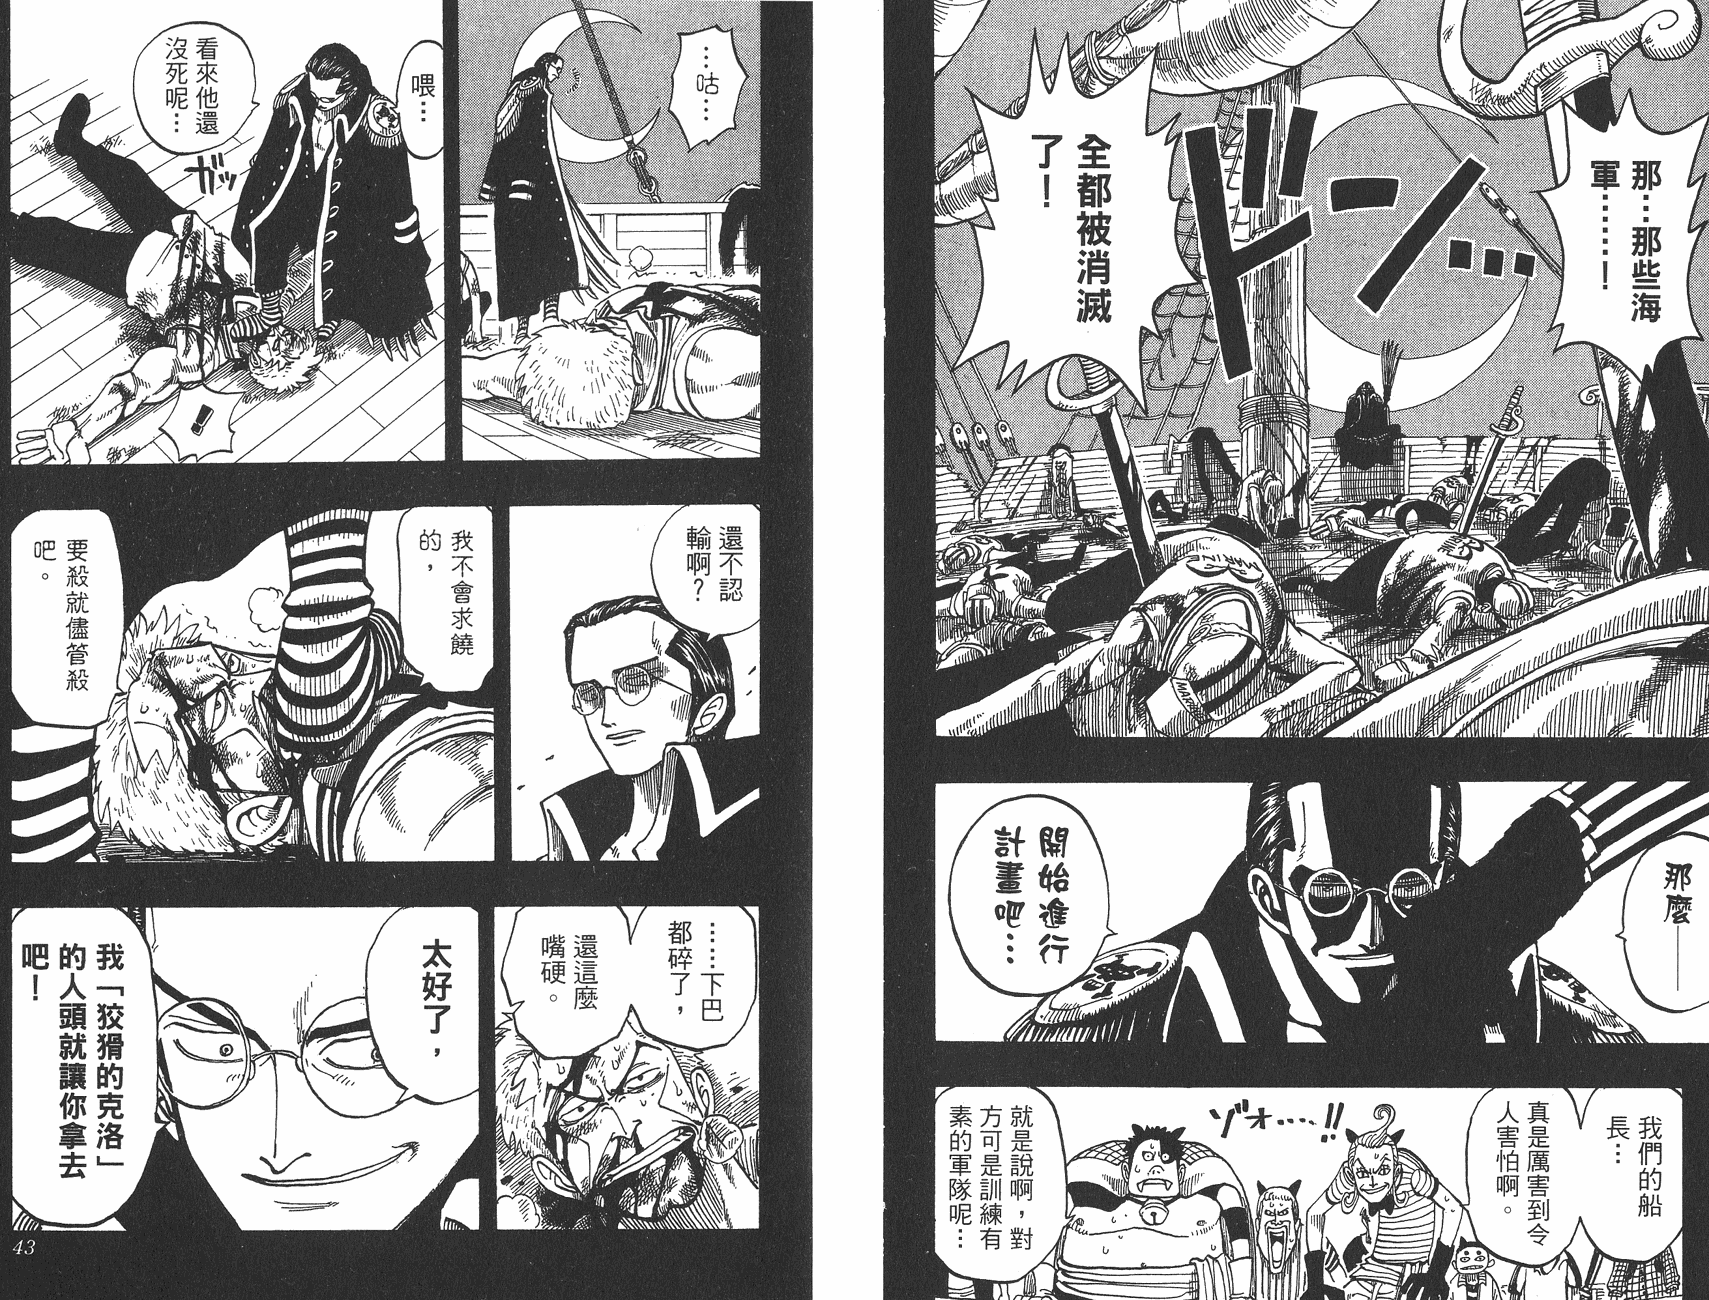 那…那些海
軍……！
全都被消滅
了！
ドーン…
MARINE
MARINE
那麼——
開始進行
計畫吧…
我們的船
長…
真是厲害到令
人害怕啊。
ゾォ…‼
就是說啊，對
方可是訓練有
素的軍隊呢…
…咕…
喂…
看來他還
沒死呢…
ガッ
！
還不認
輸啊？
我不會求饒
的，
要殺就儘管殺
吧。
……下巴
都碎了，
還這麼
嘴硬。
太好了，
我「狡猾的克洛」
的人頭就讓你拿去
吧！
43